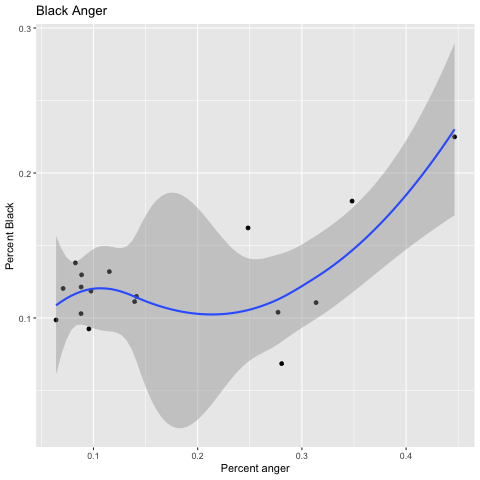 Black Anger
0.3
0.2
0.1
Percent Black
0.1 0.2 0.3 0.4
Percent anger